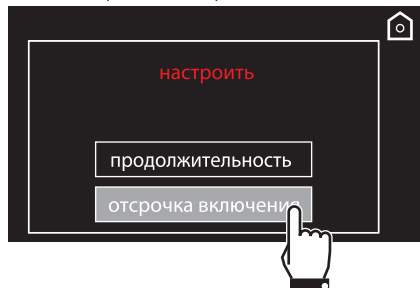 настроить
продолжительность
отсрочка включения